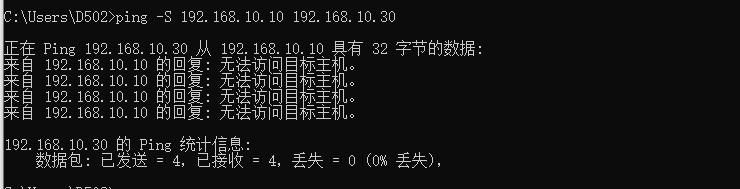 C:\Users\D502>ping -S 192.168.10.10 192.168.10.30
正在 Ping 192.168.10.30 从 192.168.10.10 具有 32 字节的数据:
来自 192.168.10.10 的回复: 无法访问目标主机。
来自 192.168.10.10 的回复: 无法访问目标主机。
来自 192.168.10.10 的回复: 无法访问目标主机。
来自 192.168.10.10 的回复: 无法访问目标主机。
192.168.10.30 的 Ping 统计信息:
数据包: 已发送 = 4, 已接收 = 4, 丢失 = 0 (0% 丢失),